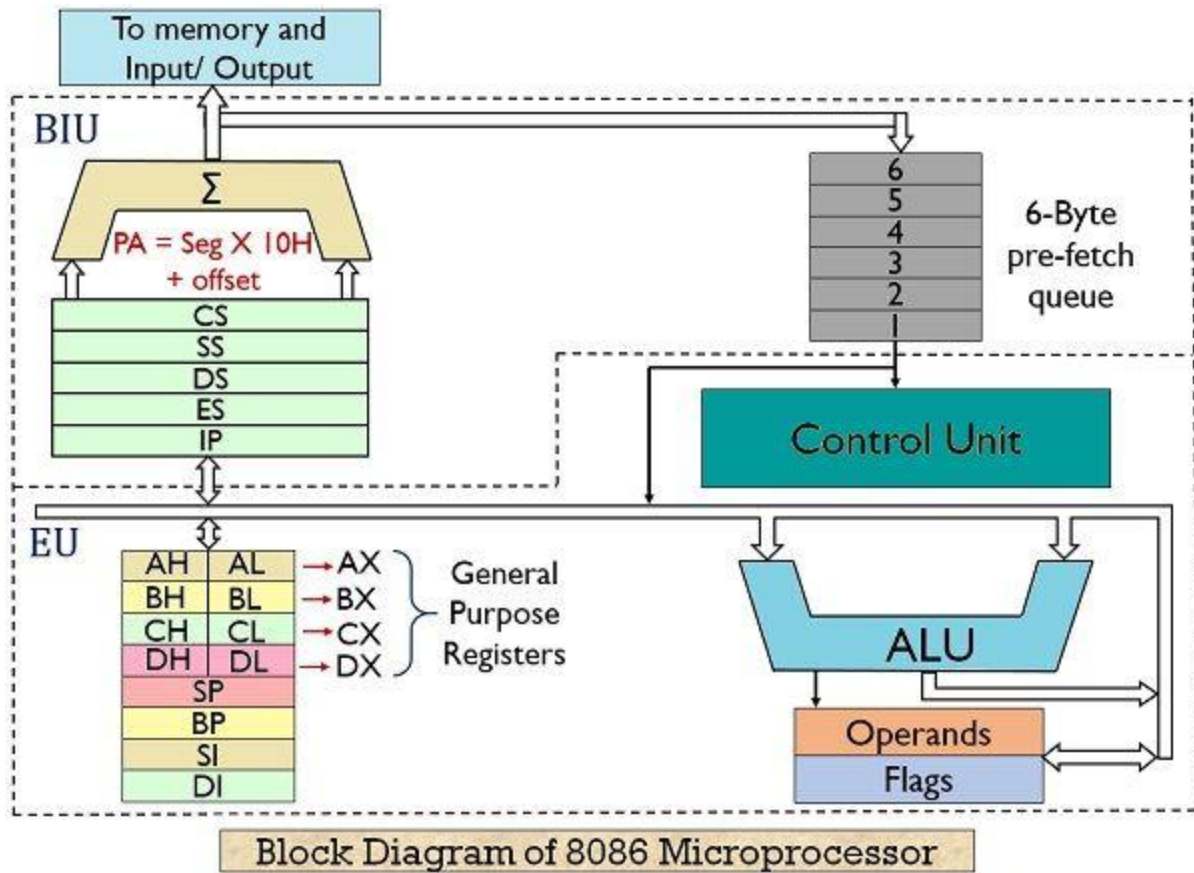 To memory and
Input/ Output
BIU
Σ
PA = Seg X 10H
+ offset
CS
SS
DS
ES
IP
6
5
4
3
2
1
6-Byte
pre-fetch
queue
Control Unit
EU
AH AL AX
BH BL BX
CH CL CX
DH DL DX
SP
BP
SI
DI
General
Purpose
Registers
ALU
Operands
Flags
Block Diagram of 8086 Microprocessor